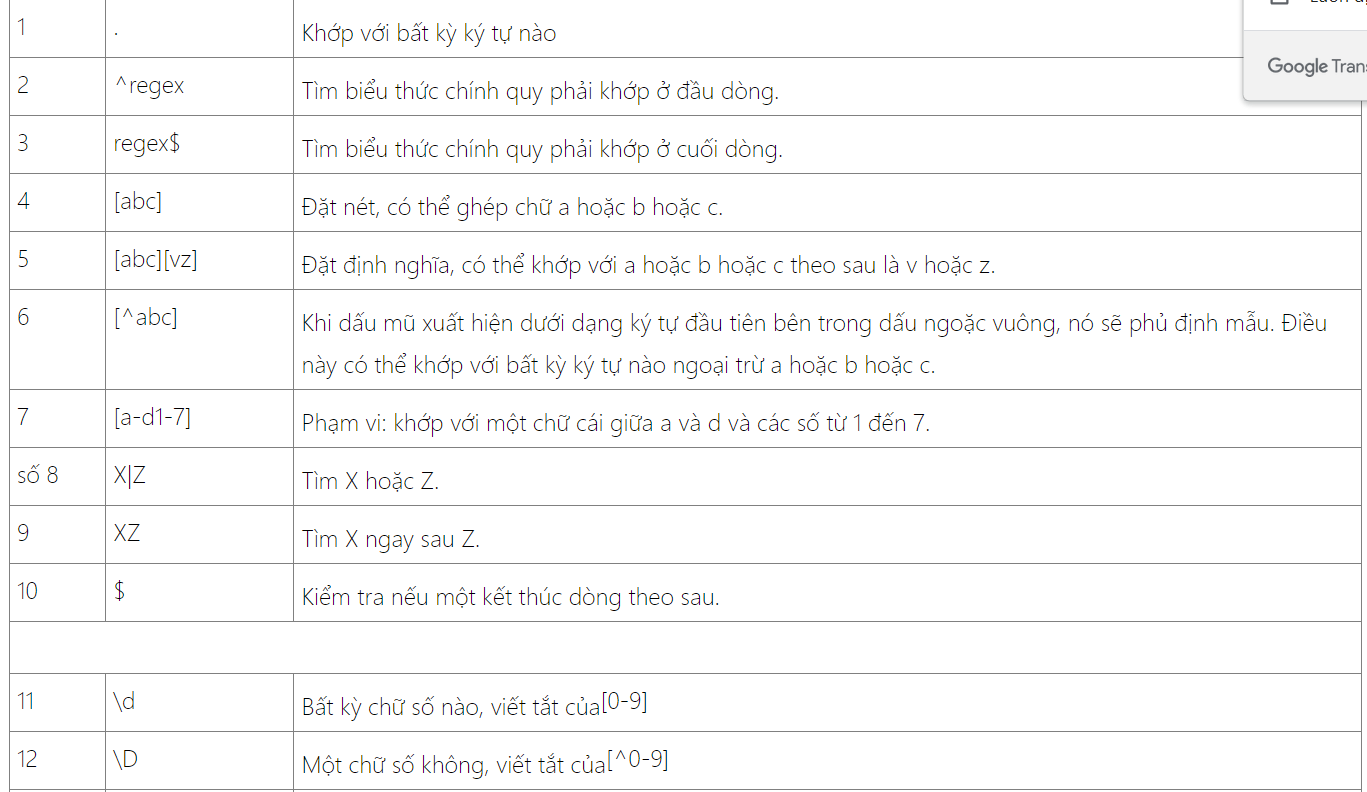 1 . Khớp với bất kỳ ký tự nào
Google
2 ^regex Tìm biểu thức chính quy phải khớp ở đầu dòng.
3 regex$ Tìm biểu thức chính quy phải khớp ở cuối dòng.
4 [abc] Đặt nét, có thể ghép chữ a hoặc b hoặc c.
5 [abc][vz] Đặt định nghĩa, có thể khớp với a hoặc b hoặc c theo sau là v hoặc z.
6 [^abc] Khi dấu mũ xuất hiện dưới dạng ký tự đầu tiên bên trong dấu ngoặc vuông, nó sẽ phủ định mẫu. Điều
này có thể khớp với bất kỳ ký tự nào ngoại trừ a hoặc b hoặc c.
7 [a-d1-7] Phạm vi: khớp với một chữ cái giữa a và d và các số từ 1 đến 7.
số 8 X|Z Tìm X hoặc Z.
9 XZ Tìm X ngay sau Z.
10 $ Kiểm tra nếu một kết thúc dòng theo sau.
11 \d Bất kỳ chữ số nào, viết tắt của[0-9]
12 \D Một chữ số không, viết tắt của[^0-9]